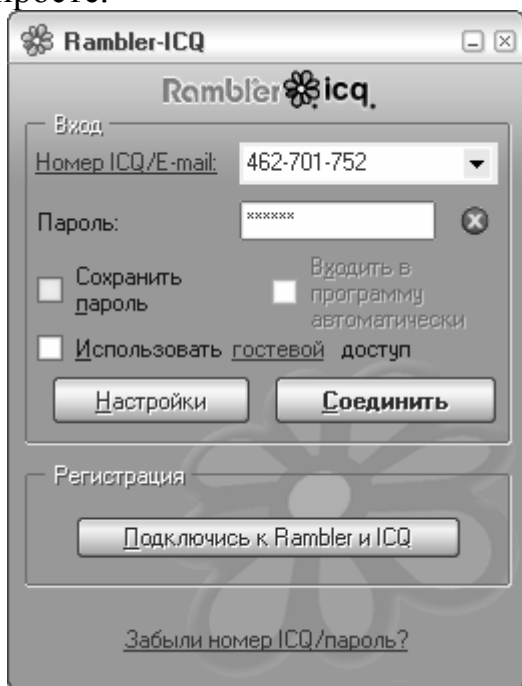 просте.
Rambler-ICQ
Rambler icq
Вход
Номер ICQ/E-mail: 462-701-752
Пароль: ******
Сохранить пароль
Входить в программу автоматически
Использовать гостевой доступ
Настройки Соединить
Регистрация
Подключись к Rambler и ICQ
Забыли номер ICQ/пароль?